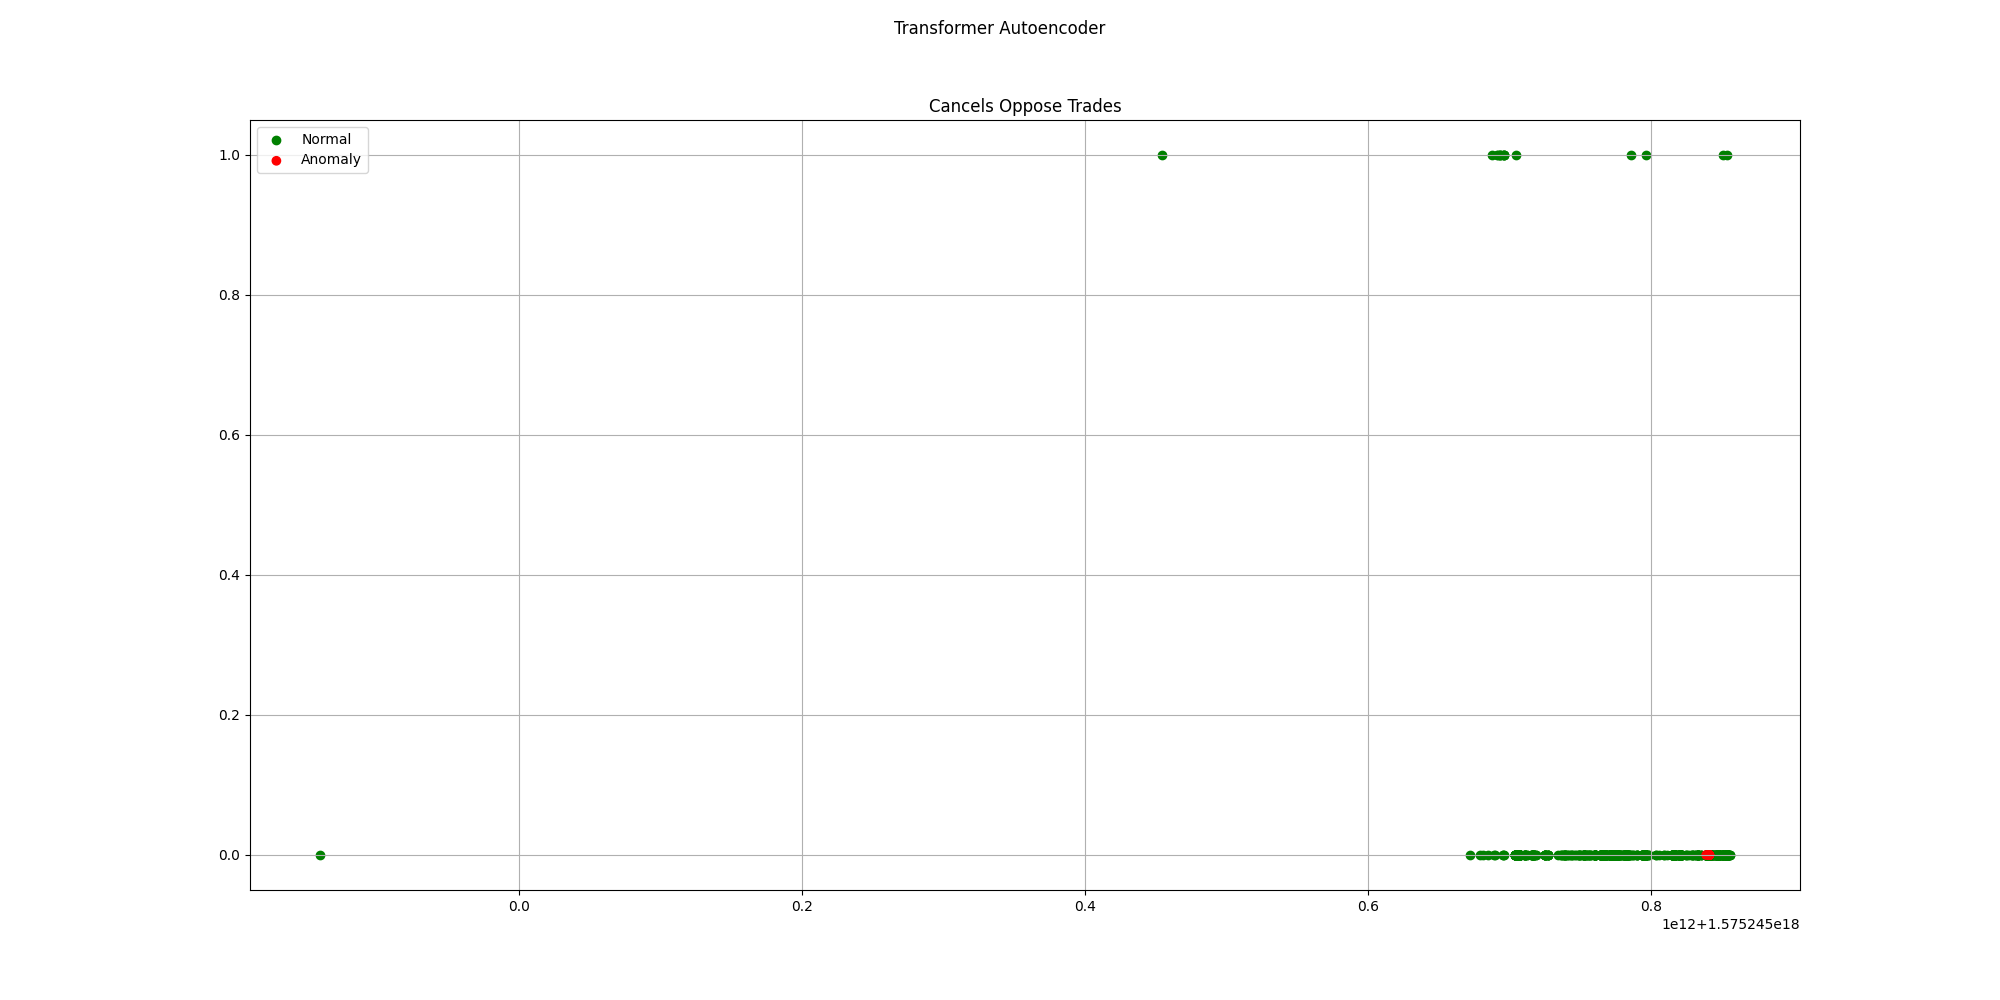 Transformer Autoencoder
Cancels Oppose Trades
Normal
Anomaly
1.0
0.8
0.6
0.4
0.2
0.0
0.0 0.2 0.4 0.6 0.8
1e12+1.575245e18